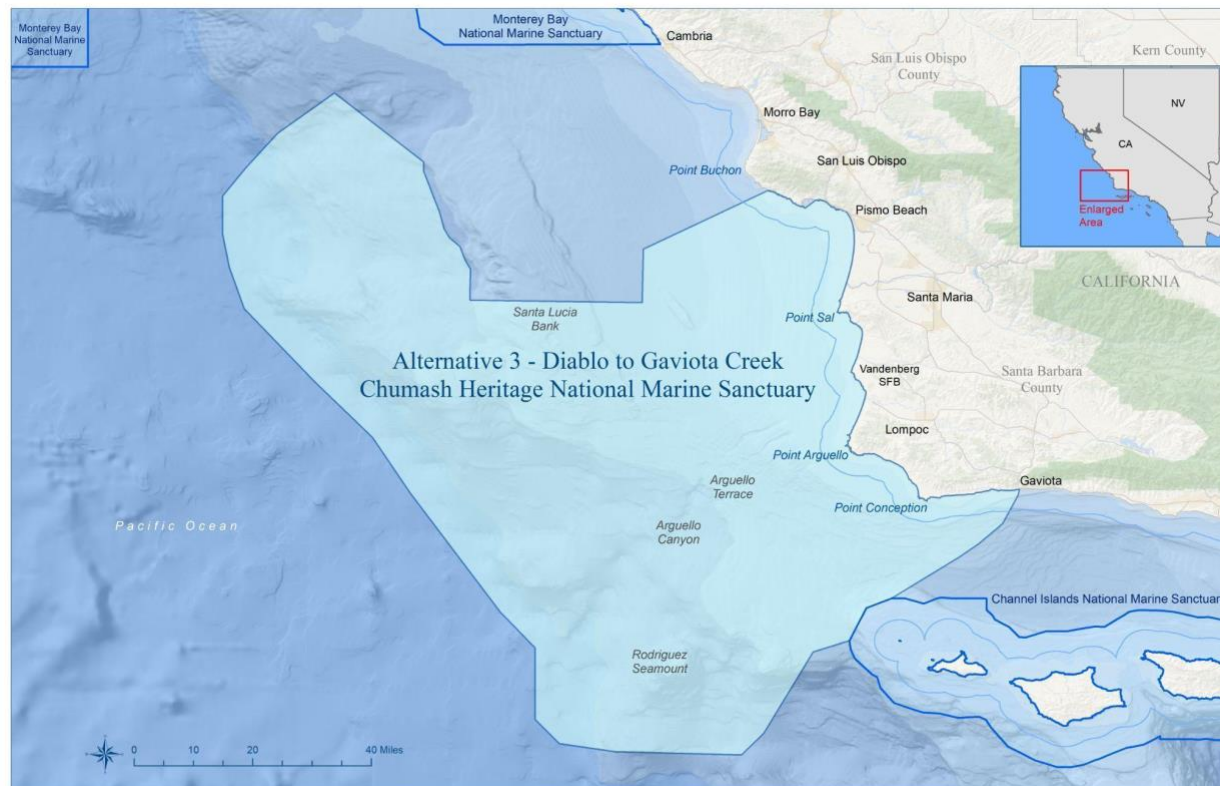 Monterey Bay
National Marine
Sanctuary
Monterey Bay
National Marine Sanctuary
Cambria
San Luis Obispo
County
Kern County
Morro Bay
NV
CA
Enlarged
Area
San Luis Obispo
Point Buchon
Pismo Beach
CALIFORNIA
Santa Maria
Santa Lucia
Bank
Point Sal
Alternative 3 - Diablo to Gaviota Creek
Chumash Heritage National Marine Sanctuary
Vandenberg
SFB
Santa Barbara
County
Lompoc
Point Arguello
Arguello
Terrace
Gaviota
Point Conception
Pacific Ocean
Arguello
Canyon
Channel Islands National Marine Sanctuar
Rodriguez
Seamount
0 10 20 40 Miles